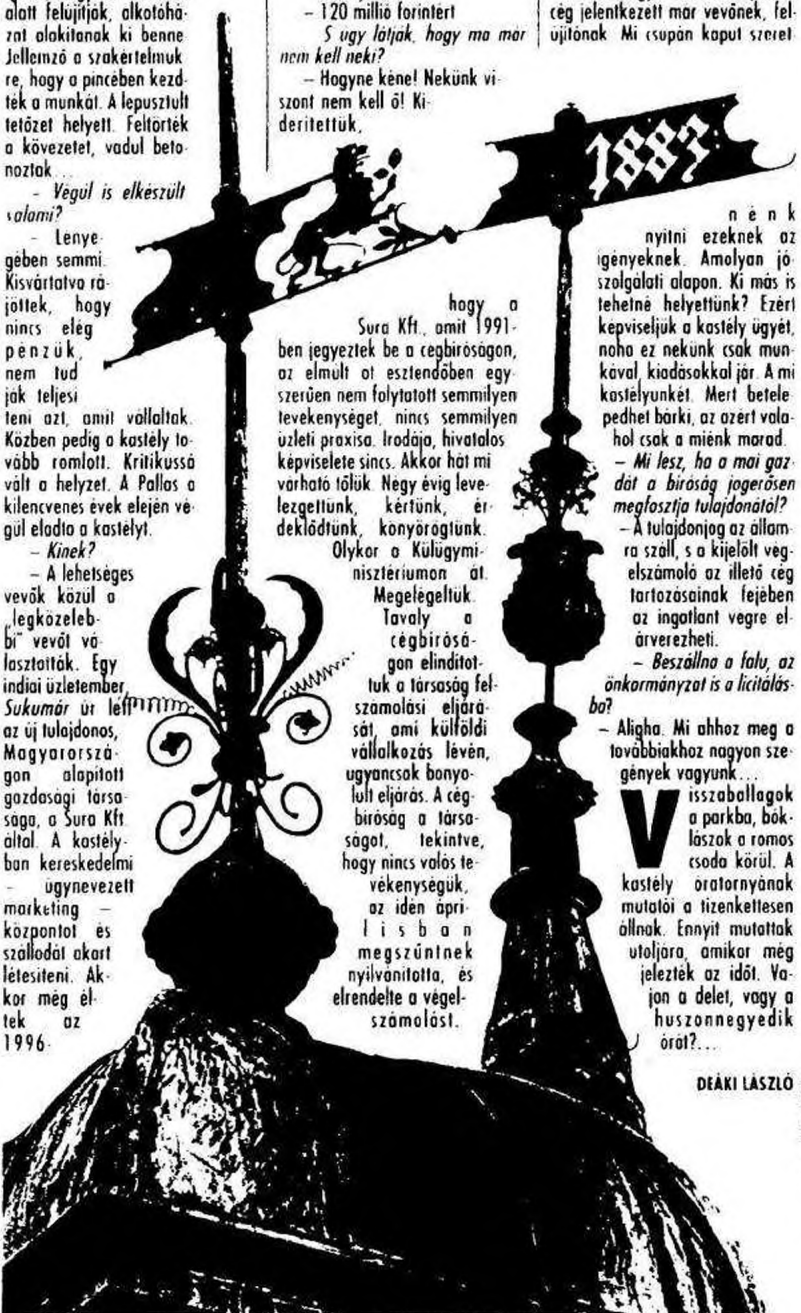 alatt felújítják, alkotóhá-
zat alakítanak ki benne
Jellemző a szakértelmuk
re, hogy a pincében kezd-
ték a munkát. A lepusztult
tetőzet helyett. Feltörték
a kövezetet, vadul beto-
noztak...
- Végül is elkészült
valami?
- Lénye-
gében semmi.
Kisvártatva rá-
jöttek, hogy
nincs elég
pénzük,
nem tud
ják teljesí
teni azt, amit vállaltak.
Közben pedig a kastély to-
vább romlott. Kritikussá
vált a helyzet. A Pallas a
kilencvenes évek elején vé-
gül eladta a kastélyt.
- Kinek?
- A lehetséges
vevők közül a
„legközeleb-
bi" vevőt vá-
lasztották. Egy
indiai üzletember,
Sukumár úr lett
az új tulajdonos,
Magyarorszá-
gon alapított
gazdasági társa-
sága, a Sura Kft
által. A kastély-
ban kereskedelmi
- úgynevezett
marketing -
központot és
szállodát akart
létesíteni. Ak-
kor még él-
tek az
1996-
- 120 millió forintért
S úgy látják, hogy ma már
nem kell neki?
- Hogyne kéne! Nekünk vi-
szont nem kell ő! Ki-
derítettük,
hogy a
Sura Kft., amit 1991-
ben jegyeztek be a cégbíróságon,
az elmúlt öt esztendőben egy-
szerűen nem folytatott semmilyen
tevékenységet, nincs semmilyen
üzleti praxisa. Irodája, hivatalos
képviselete sincs. Akkor hát mi
várható tőlük. Négy évig leve-
lezgettünk, kértünk, ér-
deklődtünk, könyörögtünk.
Olykor a Külügymi-
nisztériumon át.
Megelégeltük.
Tavaly a
cégbírósá-
gon elindítot-
tuk a társaság fel-
számolási eljárá-
sát, ami külföldi
vállalkozás lévén,
ugyancsak bonyo-
lult eljárás. A cég-
bíróság a társa-
ságot, tekintve,
hogy nincs valós te-
vékenységük,
az idén ápri-
lisban
megszűntnek
nyilvánította, és
elrendelte a végel-
számolást.
cég jelentkezett már vevőnek, fel-
újítónak Mi csupán kaput szeret-
1883
nénk
nyitni ezeknek az
igényeknek. Amolyan jó-
szolgálati alapon. Ki más is
tehetné helyettünk? Ezért
képviseljük a kastély ügyét,
noha ez nekünk csak mun-
kával, kiadásokkal jár. A mi
kastélyunkét. Mert betele-
pedhet bárki, az azért vala-
hol csak a miénk marad.
- Mi lesz, ha a mai gaz-
dát a bíróság jogerősen
megfosztja tulajdonától?
- A tulajdonjog az állam-
ra száll, s a kijelölt vég-
elszámoló az illető cég
tartozásainak fejében
az ingatlant végre el-
árverezheti.
- Beszállna a falu, az
önkormányzat is a licitálás-
ba?
- Aligha. Mi ahhoz meg a
továbbiakhoz nagyon sze-
gények vagyunk...
Visszaballagok
a parkba, bók-
lászok a romos
csoda körül. A
kastély óratornyának
mutatói a tizenkettesen
állnak. Ennyit mutattak
utoljára, amikor még
jelezték az időt. Va-
jon a delet, vagy a
huszonnegyedik
órát?...
DEÁKI LÁSZLÓ